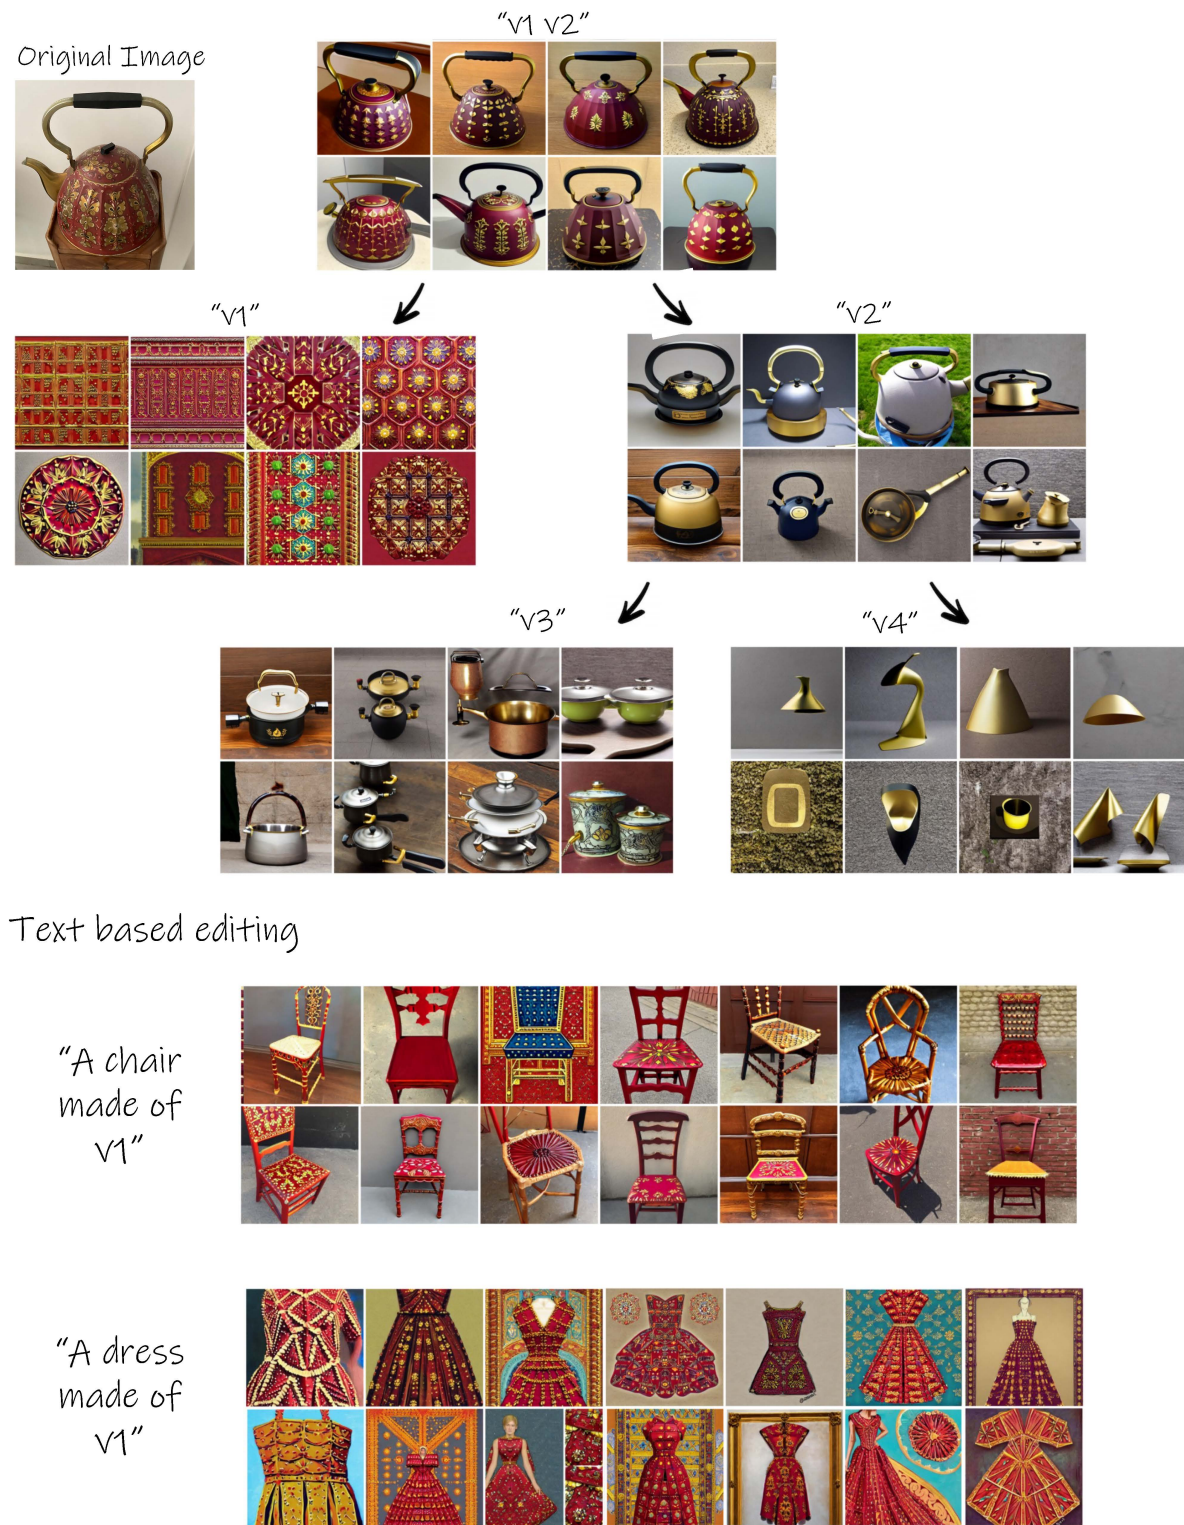 “v1 v2”
Original Image
“v1”
“v2”
“v3”
“v4”
Text based editing
“A chair
made of
v1”
“A dress
made of
v1”